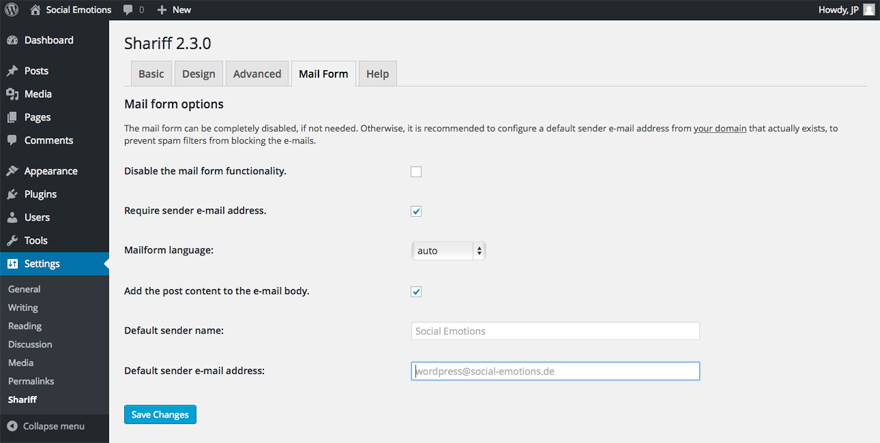 Social Emotions 0 New Howdy, JP
Dashboard
Posts
Media
Pages
Comments
Appearance
Plugins
Users
Tools
Settings
General
Writing
Reading
Discussion
Media
Permalinks
Shariff
Collapse menu
Shariff 2.3.0
Basic Design Advanced Mail Form Help
Mail form options
The mail form can be completely disabled, if not needed. Otherwise, it is recommended to configure a default sender e-mail address from your domain that actually exists, to
prevent spam filters from blocking the e-mails.
Disable the mail form functionality.
Require sender e-mail address.
Mailform language: auto
Add the post content to the e-mail body.
Default sender name: Social Emotions
Default sender e-mail address: wordpress@social-emotions.de
Save Changes